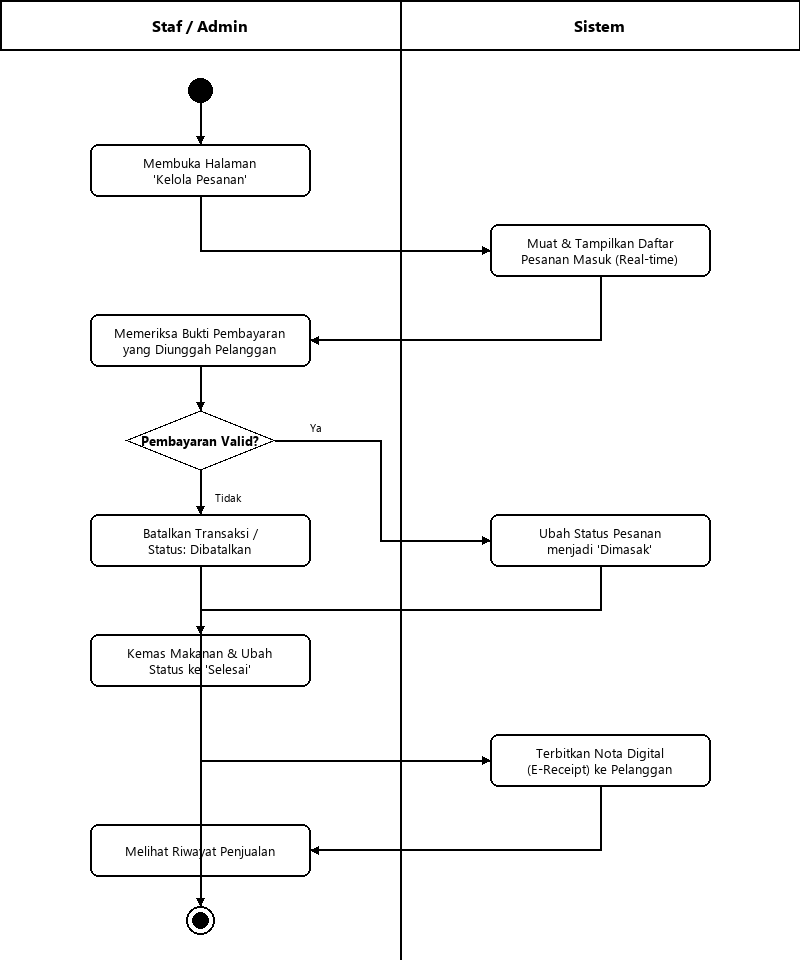 Staf / Admin
Sistem
Membuka Halaman
'Kelola Pesanan'
Muat & Tampilkan Daftar
Pesanan Masuk (Real-time)
Memeriksa Bukti Pembayaran
yang Diunggah Pelanggan
Pembayaran Valid?
Ya
Tidak
Batalkan Transaksi /
Status: Dibatalkan
Ubah Status Pesanan
menjadi 'Dimasak'
Kemas Makanan & Ubah
Status ke 'Selesai'
Terbitkan Nota Digital
(E-Receipt) ke Pelanggan
Melihat Riwayat Penjualan